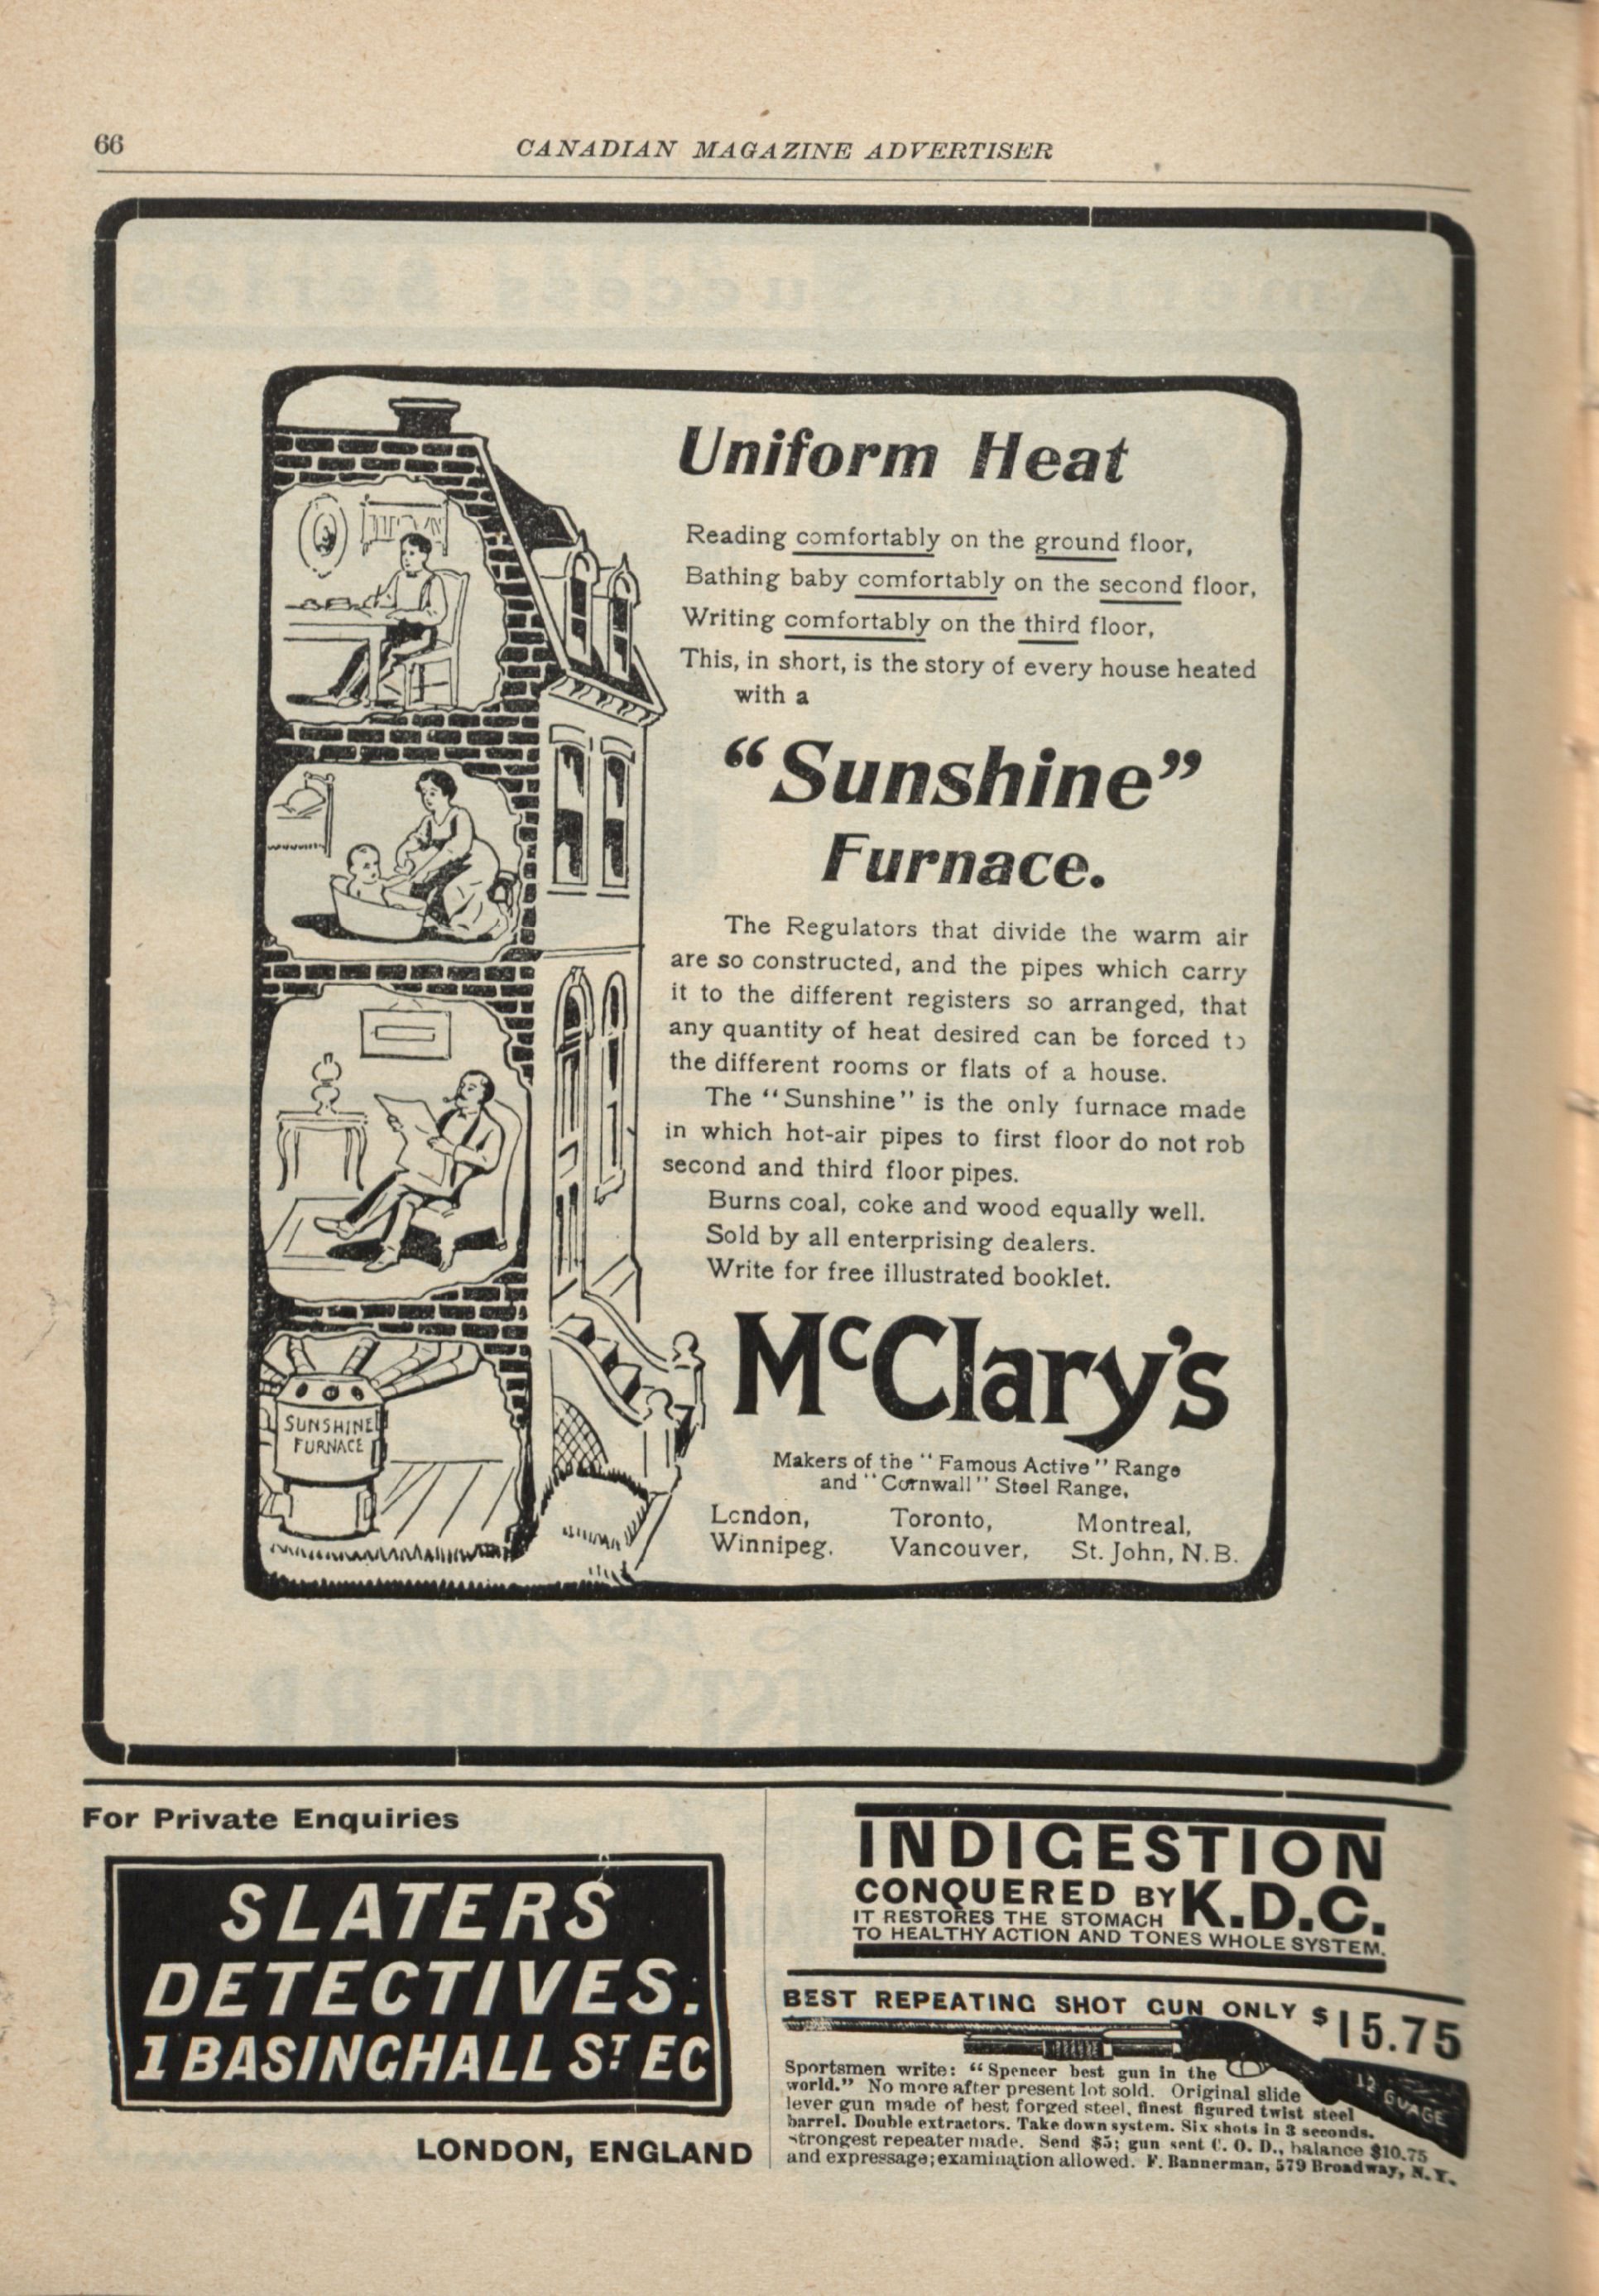 66
CANADIAN MAGAZINE ADVERTISER
Uniform Heat
Reading comfortably on the ground floor,
Bathing baby comfortably on the second floor,
Writing comfortably on the third floor,
This, in short, is the story of every house heated
with a
"Sunshine"
Furnace.
The Regulators that divide the warm air
are so constructed, and the pipes which carry
it to the different registers so arranged, that
any quantity of heat desired can be forced to
the different rooms or flats of a house.
The "Sunshine" is the only furnace made
in which hot-air pipes to first floor do not rob
second and third floor pipes.
Burns coal, coke and wood equally well.
Sold by all enterprising dealers.
Write for free illustrated booklet.
SUNSHINE
FURNACE
McClary's
Makers of the "Famous Active" Range
and "Cornwall" Steel Range,
London, Toronto, Montreal,
Winnipeg. Vancouver, St. John, N.B.
For Private Enquiries
SLATERS
DETECTIVES.
1 BASINGHALL ST EC
LONDON, ENGLAND
INDIGESTION
CONQUERED BY K.D.C.
IT RESTORES THE STOMACH
TO HEALTHY ACTION AND TONES WHOLE SYSTEM.
BEST REPEATING SHOT GUN ONLY $15.75
12 GUAGE
Sportsmen write: "Spencer best gun in the
world." No more after present lot sold. Original slide
lever gun made of best forged steel, finest figured twist steel
barrel. Double extractors. Take down system. Six shots in 3 seconds.
Strongest repeater made. Send $5; gun sent C. O. D., balance $10.75
and expressage; examination allowed. F. Bannerman, 579 Broadway, N. Y.